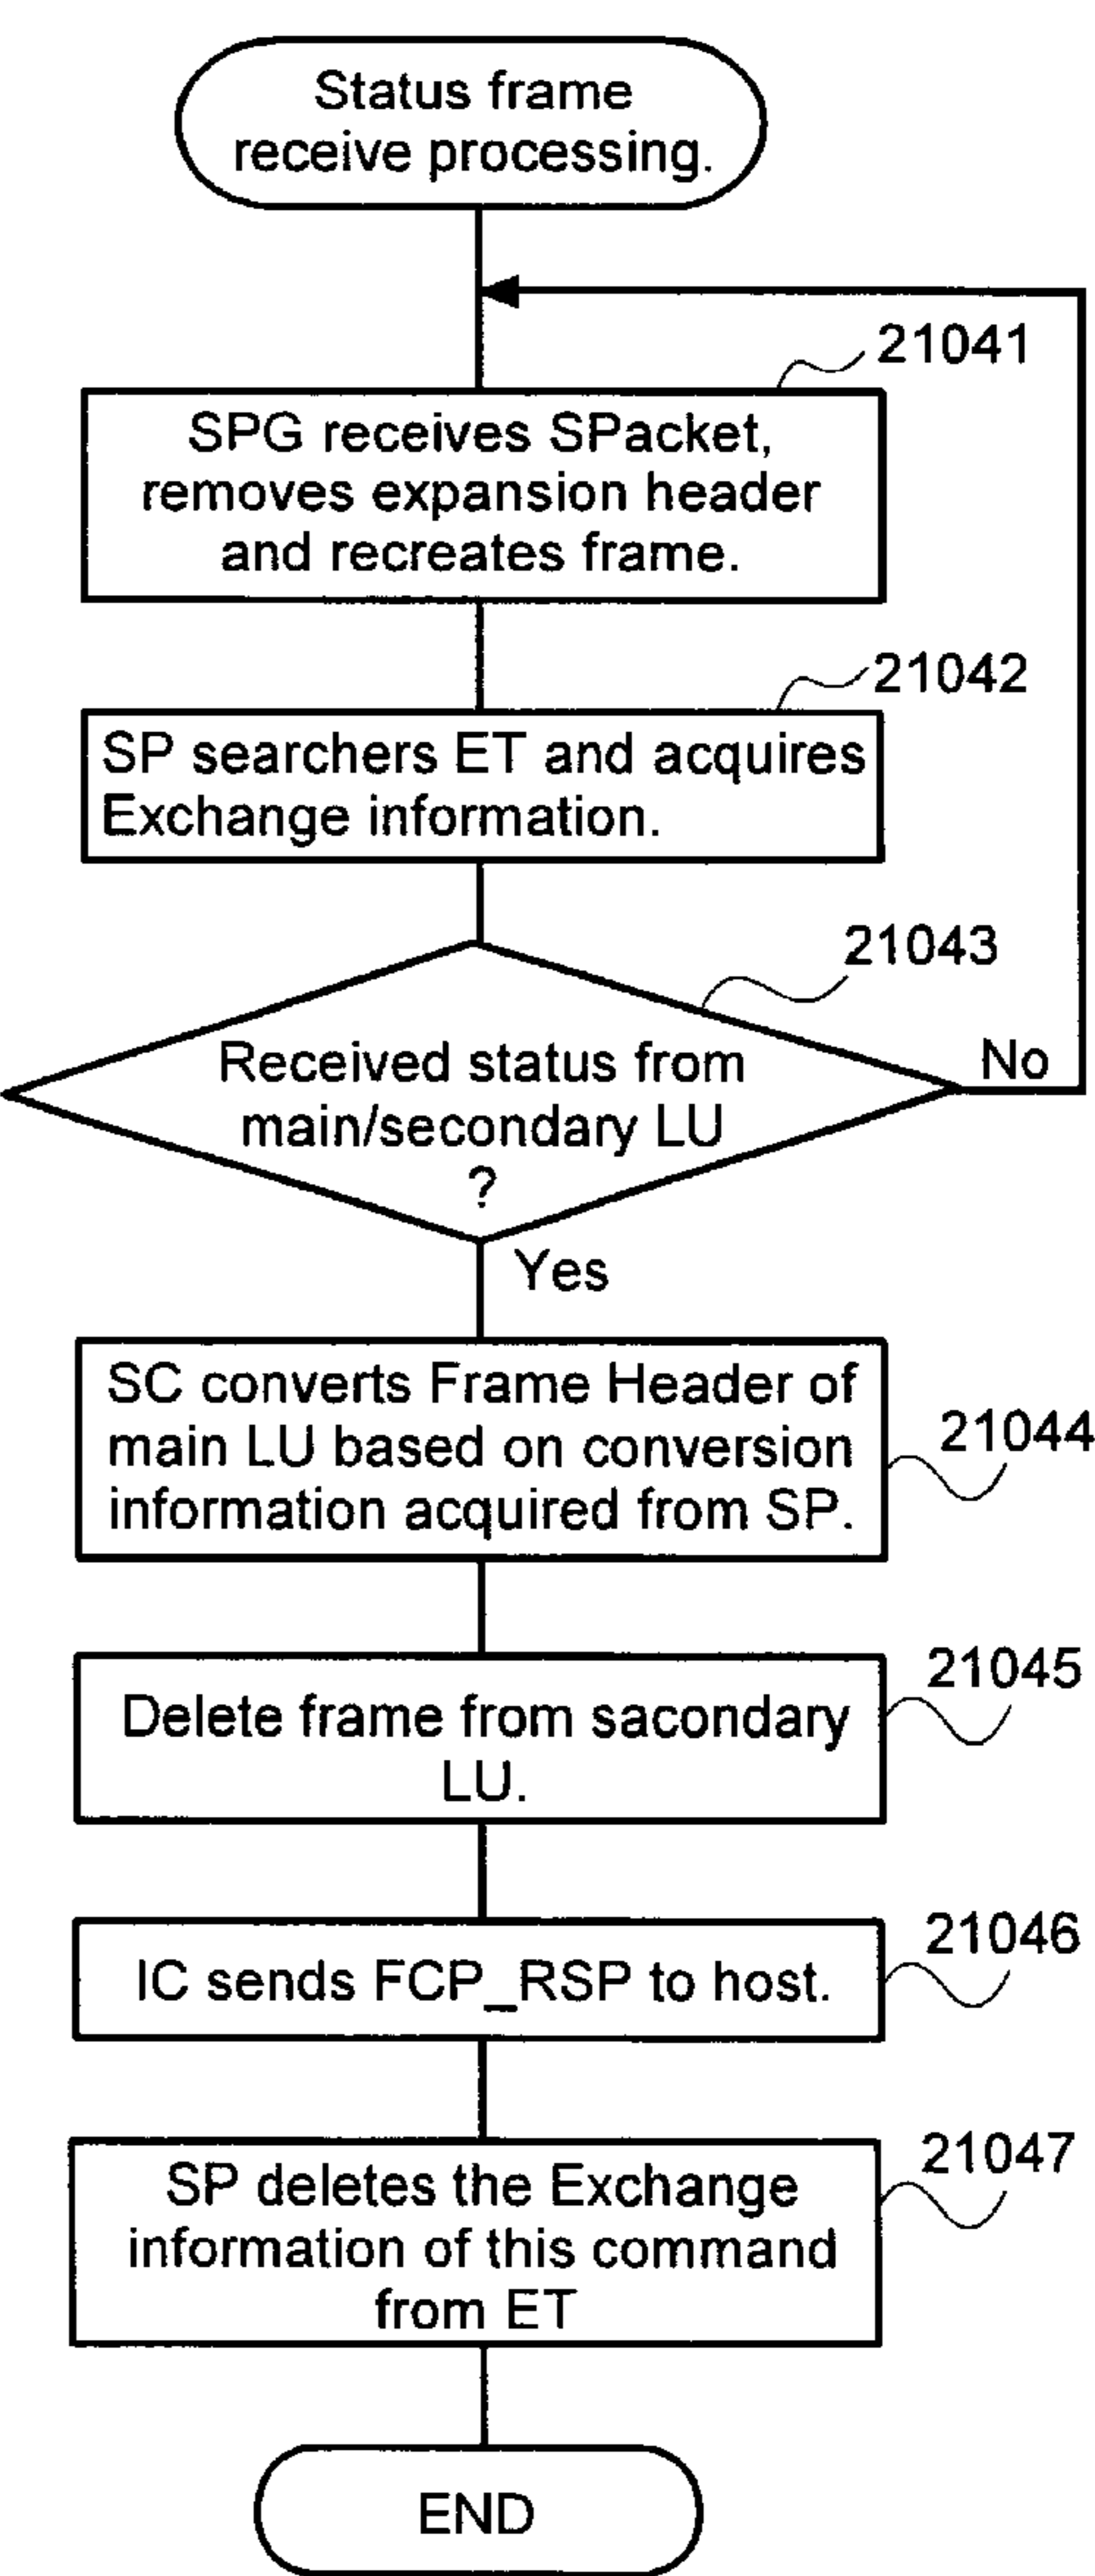 Status frame
receive processing.
21041
SPG receives SPacket,
removes expansion header
and recreates frame.
21042
SP searchers ET and acquires
Exchange information.
21043
Received status from
main/secondary LU
?
No
Yes
SC converts Frame Header of
main LU based on conversion
information acquired from SP.
21044
Delete frame from sacondary
LU.
21045
IC sends FCP_RSP to host.
21046
SP deletes the Exchange
information of this command
from ET
21047
END